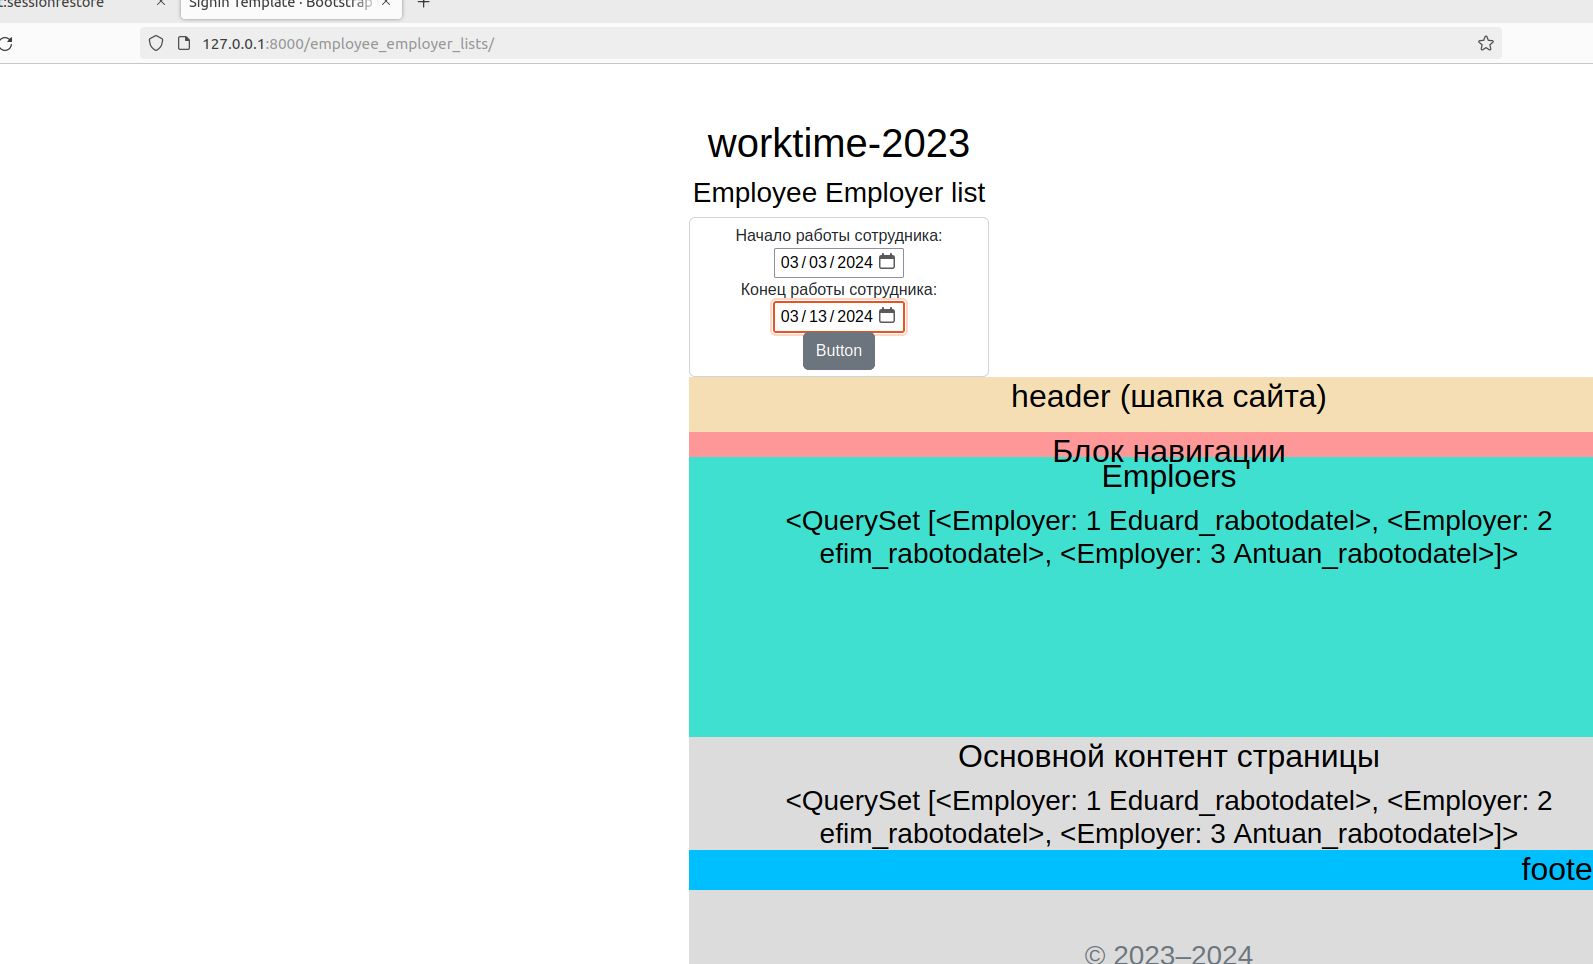 t:sessionrestore
Signin Template · Bootstrap
127.0.0.1:8000/employee_employer_lists/
worktime-2023
Employee Employer list
Начало работы сотрудника:
03/03/2024
Конец работы сотрудника:
03/13/2024
Button
header (шапка сайта)
Блок навигации
Emploers
<QuerySet [<Employer: 1 Eduard_rabotodatel>, <Employer: 2
efim_rabotodatel>, <Employer: 3 Antuan_rabotodatel>]>
Основной контент страницы
<QuerySet [<Employer: 1 Eduard_rabotodatel>, <Employer: 2
efim_rabotodatel>, <Employer: 3 Antuan_rabotodatel>]>
foote
© 2023–2024